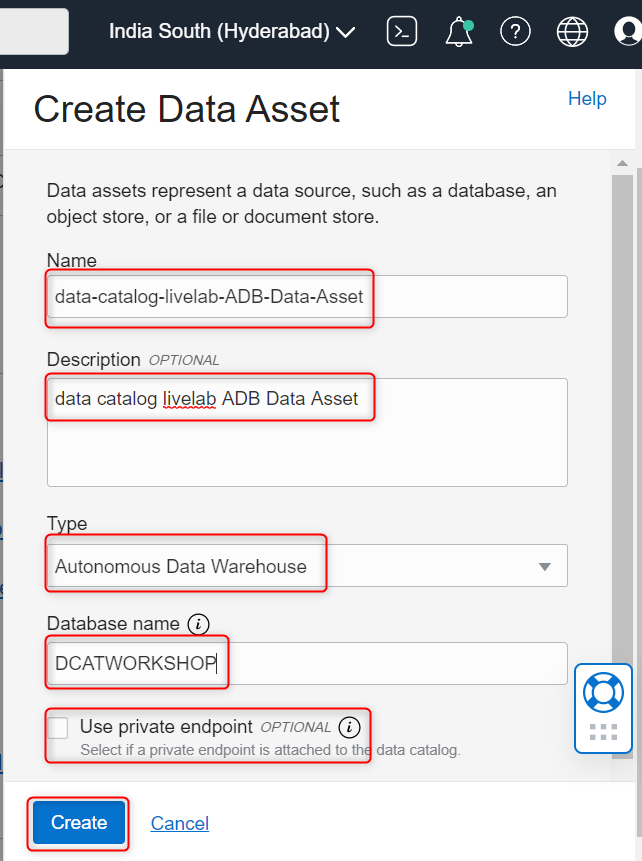 India South (Hyderabad)
Create Data Asset
Help
Data assets represent a data source, such as a database, an
object store, or a file or document store.
Name
data-catalog-livelab-ADB-Data-Asset
Description OPTIONAL
data catalog livelab ADB Data Asset
Type
Autonomous Data Warehouse
Database name
DCATWORKSHOP
Use private endpoint OPTIONAL
Select if a private endpoint is attached to the data catalog.
Create Cancel